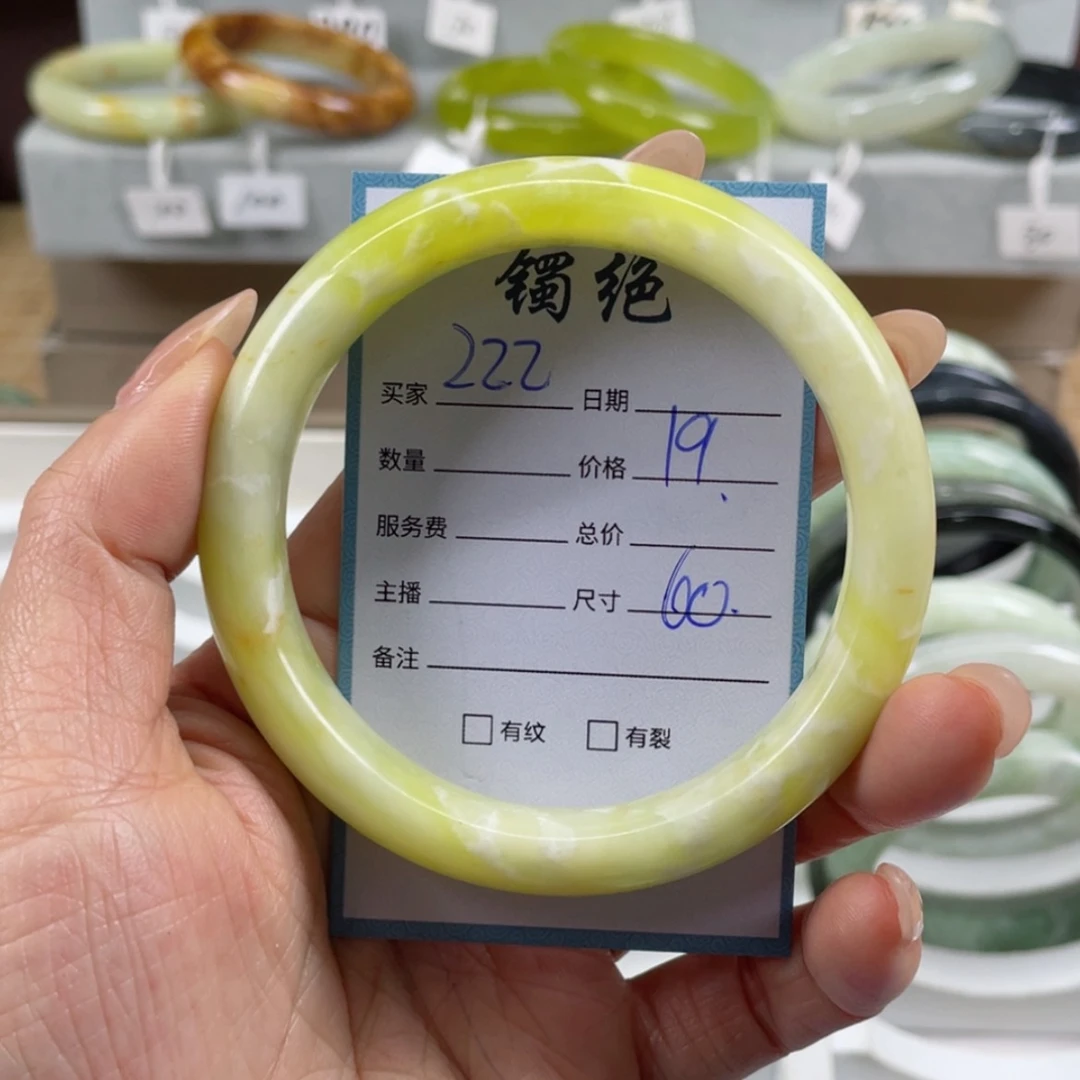 镯绝
买家 222 日期
数量 价格 19.
服务费 总价
主播 尺寸 60.
备注
□有纹 □有裂